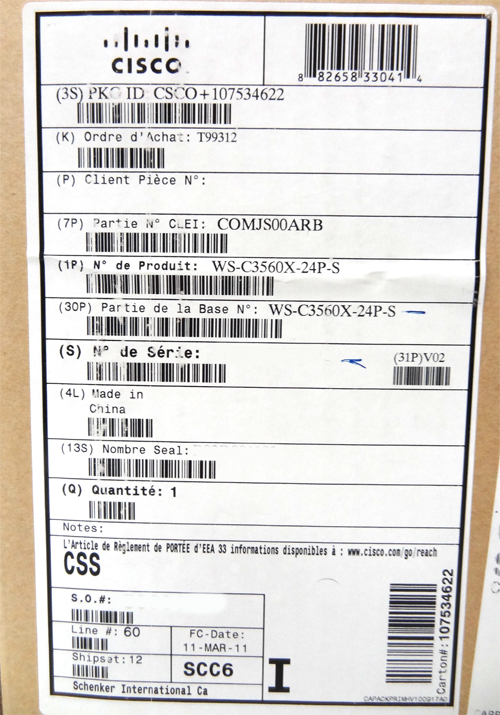 CISCO
8 82658 33041 4
(3S) PKG ID CSCO+107534622
(K) Ordre d'Achat: T99312
(P) Client Pièce N°:
(7P) Partie N° CLEI: COMJS00ARB
(1P) N° de Produit: WS-C3560X-24P-S
(30P) Partie de la Base N°: WS-C3560X-24P-S
(S) N° de Série:
(31P)V02
(4L) Made in
China
(13S) Nombre Seal:
(Q) Quantité: 1
Notes:
L'Article de Règlement de PORTÉE d'EEA 33 informations disponibles à : www.cisco.com/go/reach
CSS
S.O.#:
Line #: 60
Shipset: 12
FC-Date:
11-MAR-11
SCC6
I
Schenker International Ca
Carton#:107534622